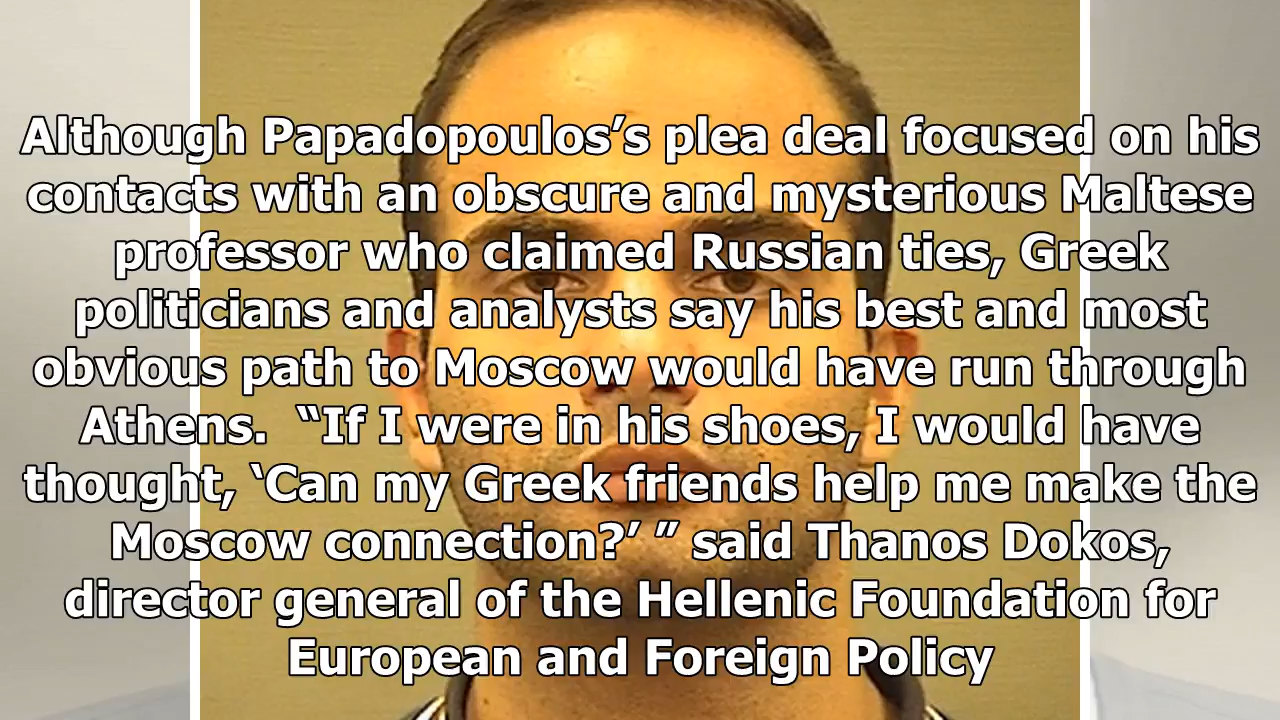 Although Papadopoulos’s plea deal focused on his
contacts with an obscure and mysterious Maltese
professor who claimed Russian ties, Greek
politicians and analysts say his best and most
obvious path to Moscow would have run through
Athens.  “If I were in his shoes, I would have
thought, ‘Can my Greek friends help me make the
Moscow connection?’ ” said Thanos Dokos,
director general of the Hellenic Foundation for
European and Foreign Policy